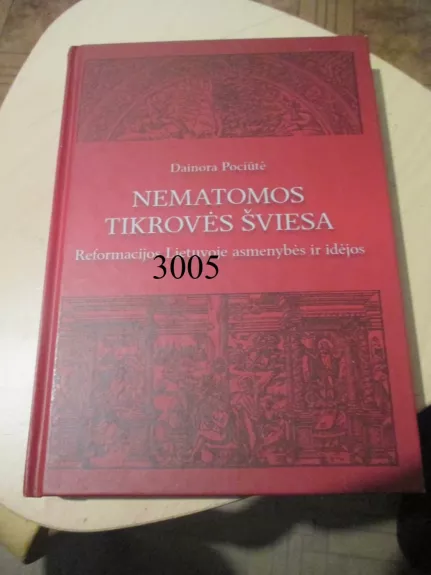 Dainora Pociūtė
NEMATOMOS
TIKROVĖS ŠVIESA
Reformacijos Lietuvoje asmenybės ir idėjos
3005